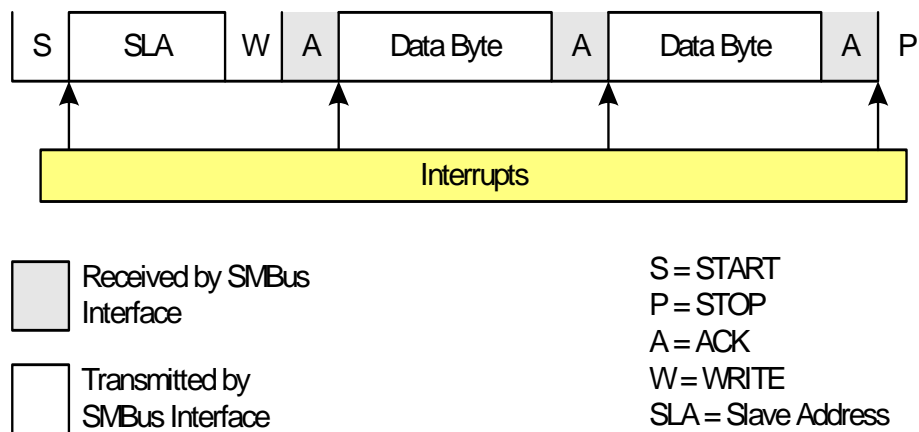 S SLA W A Data Byte A Data Byte A P
Interrupts
Received by SMBus
Interface
Transmitted by
SMBus Interface
S = START
P = STOP
A = ACK
W = WRITE
SLA = Slave Address